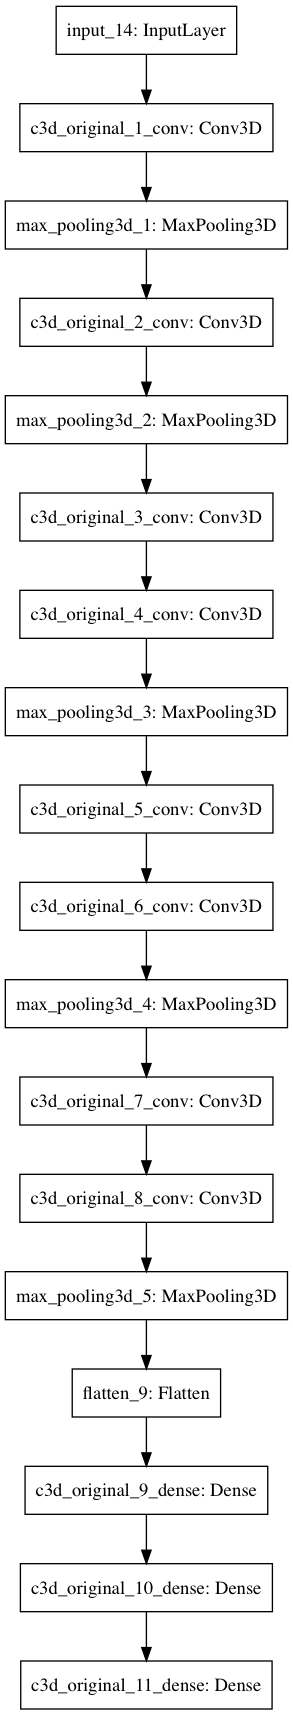 input_14: InputLayer
c3d_original_1_conv: Conv3D
max_pooling3d_1: MaxPooling3D
c3d_original_2_conv: Conv3D
max_pooling3d_2: MaxPooling3D
c3d_original_3_conv: Conv3D
c3d_original_4_conv: Conv3D
max_pooling3d_3: MaxPooling3D
c3d_original_5_conv: Conv3D
c3d_original_6_conv: Conv3D
max_pooling3d_4: MaxPooling3D
c3d_original_7_conv: Conv3D
c3d_original_8_conv: Conv3D
max_pooling3d_5: MaxPooling3D
flatten_9: Flatten
c3d_original_9_dense: Dense
c3d_original_10_dense: Dense
c3d_original_11_dense: Dense